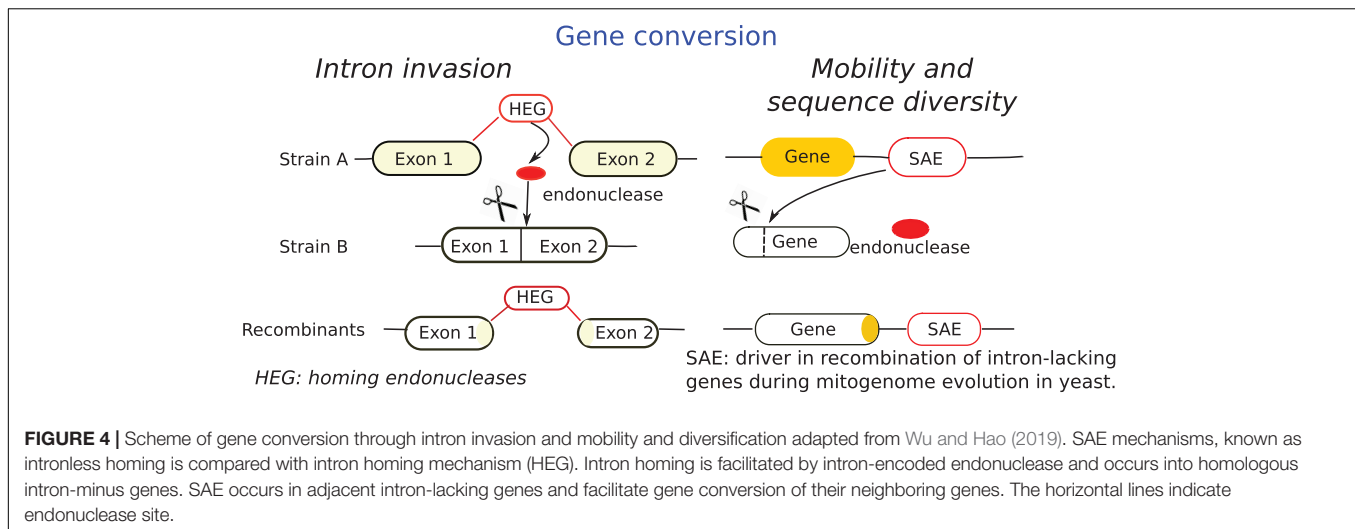 Gene conversion
Intron invasion
HEG
Strain A
Exon 1
Exon 2
endonuclease
Strain B
Exon 1
Exon 2
HEG
Recombinants
Exon 1
Exon 2
HEG: homing endonucleases
Mobility and
sequence diversity
Gene
SAE
Gene
endonuclease
Gene
SAE
SAE: driver in recombination of intron-lacking
genes during mitogenome evolution in yeast.
FIGURE 4 | Scheme of gene conversion through intron invasion and mobility and diversification adapted from Wu and Hao (2019). SAE mechanisms, known as
intronless homing is compared with intron homing mechanism (HEG). Intron homing is facilitated by intron-encoded endonuclease and occurs into homologous
intron-minus genes. SAE occurs in adjacent intron-lacking genes and facilitate gene conversion of their neighboring genes. The horizontal lines indicate
endonuclease site.